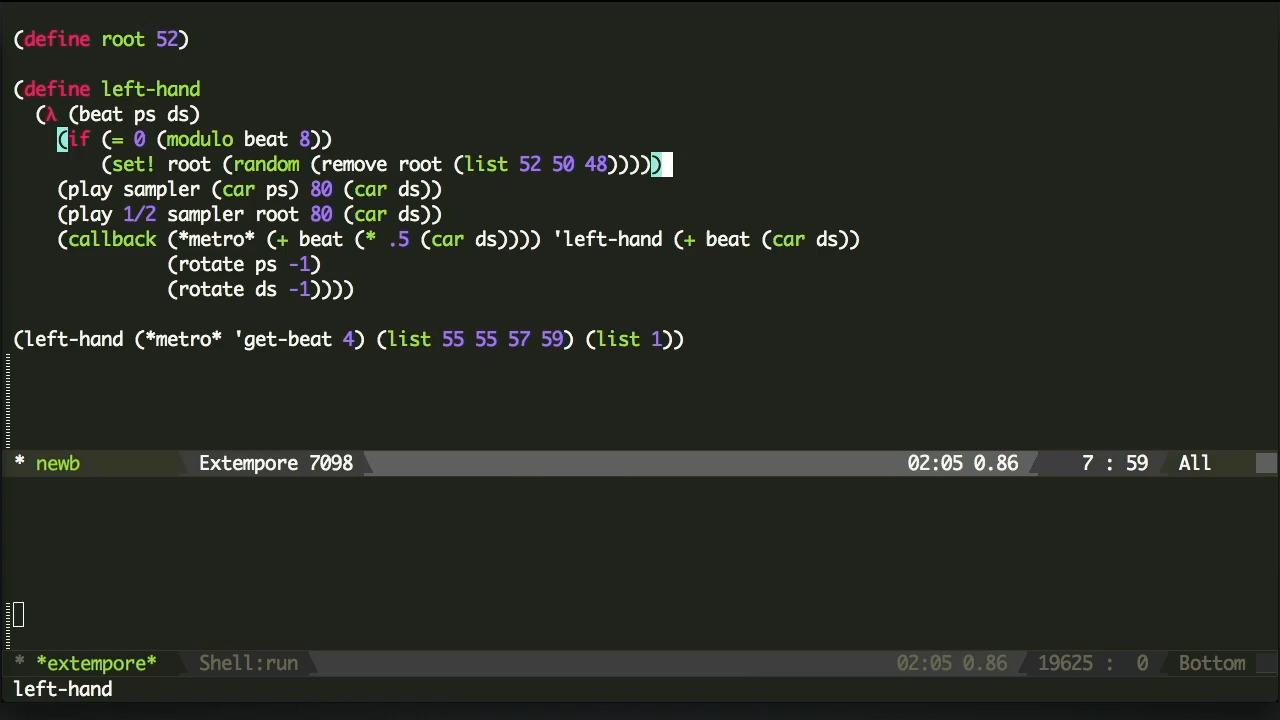 (define root 52)
(define left-hand
(λ (beat ps ds)
(if (= 0 (modulo beat 8))
(set! root (random (remove root (list 52 50 48)))))
(play sampler (car ps) 80 (car ds))
(play 1/2 sampler root 80 (car ds))
(callback (*metro* (+ beat (* .5 (car ds)))) 'left-hand (+ beat (car ds))
(rotate ps -1)
(rotate ds -1))))
(left-hand (*metro* 'get-beat 4) (list 55 55 57 59) (list 1))
* newb Extempore 7098 02:05 0.86 7 : 59 All
* *extempore* Shell:run 02:05 0.86 19625 : 0 Bottom
left-hand